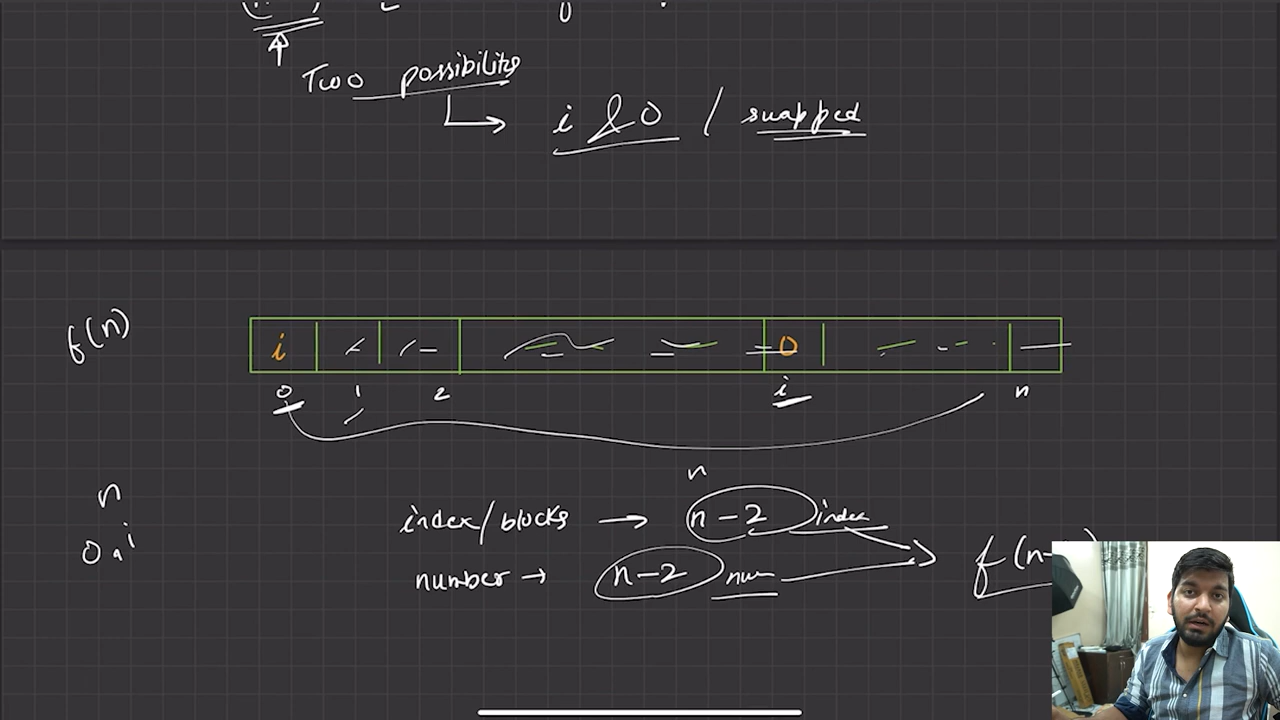 Two possibility
i & 0 / swapped
f(n)
i 0
0 1 2 i n
n
n
index/blocks → n-2 index
0, i
number → n-2 num
f(n-